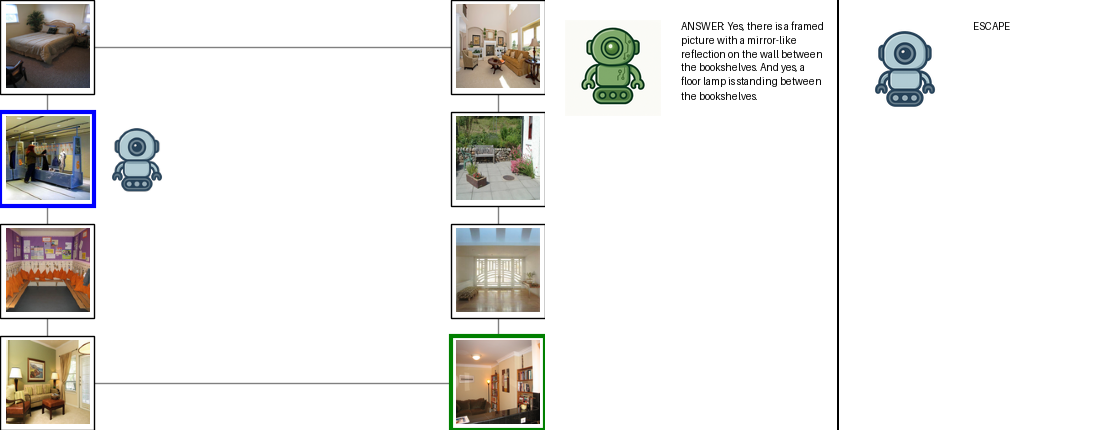 ANSWER: Yes, there is a framed
picture with a mirror-like
reflection on the wall between
the bookshelves. And yes, a
floor lamp is standing between
the bookshelves.
ESCAPE